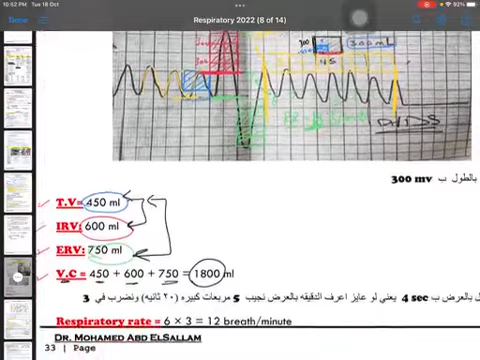 10:52 PM Tue 18 Oct
92%
Done
Respiratory 2022 (8 of 14)
300 ml
45
بالطول ب 300 mv
T.V= 450 ml
IRV: 600 ml
ERV: 750 ml
V.C = 450 + 600 + 750 = 1800 ml
بالعرض ب 4 sec يعني لو عايز اعرف الدقيقه بالعرض نجيب 5 مربعات كبيره (٢٠ ثانيه) ونضرب في 3
Respiratory rate = 6 × 3 = 12 breath/minute
DR. MOHAMED ABD ELSALLAM
33 | Page